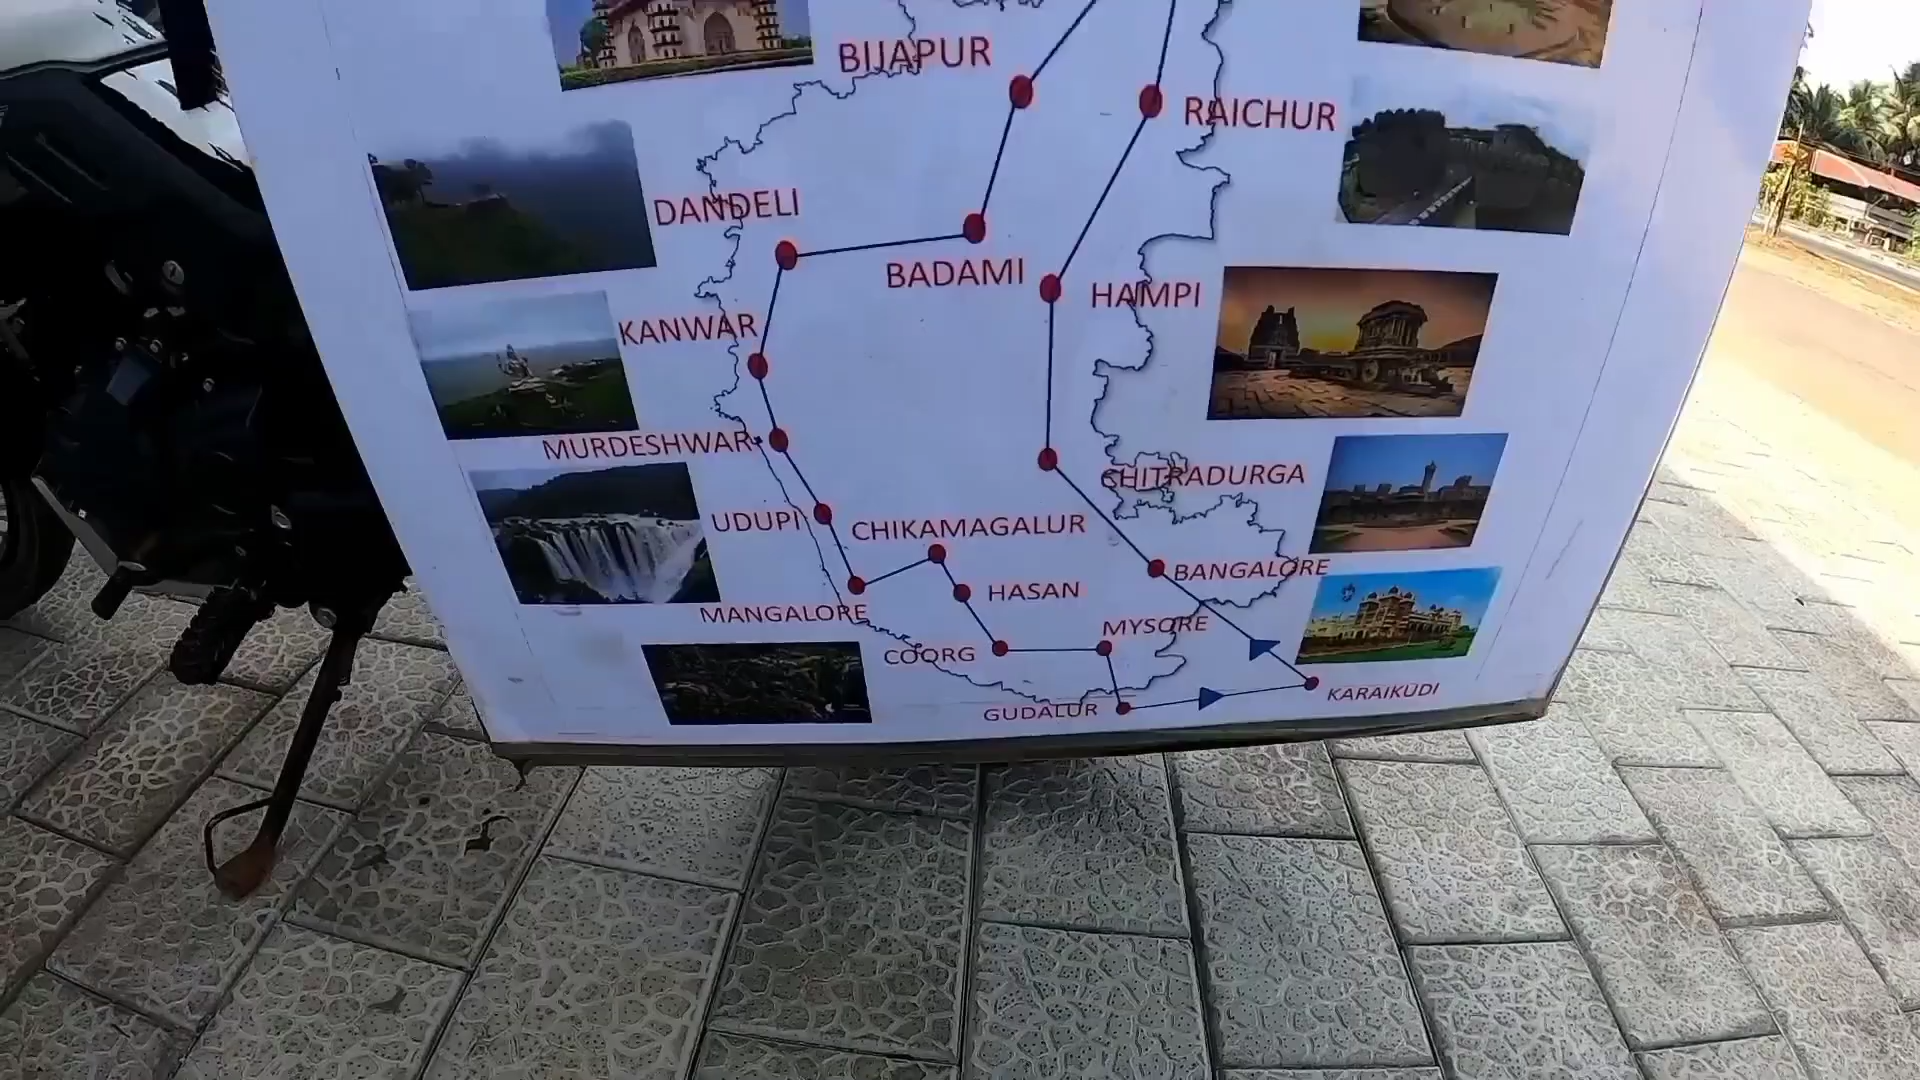 BIJAPUR
RAICHUR
DANDELI
BADAMI
HAMPI
KANWAR
MURDESHWAR
CHITRADURGA
UDUPI
CHIKAMAGALUR
BANGALORE
HASAN
MANGALORE
MYSORE
COORG
KARAIKUDI
GUDALUR